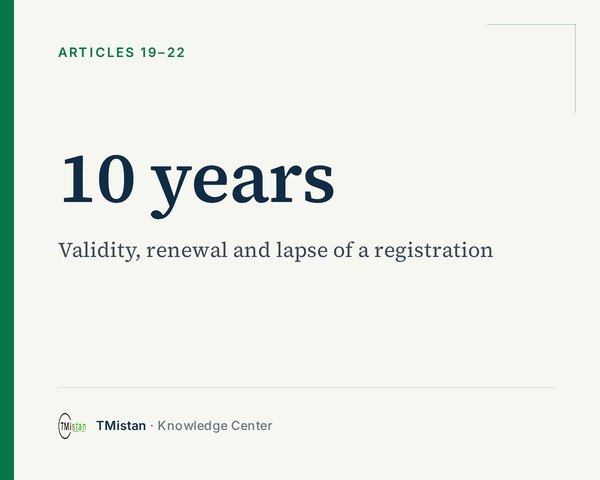 ARTICLES 19–22
10 years
Validity, renewal and lapse of a registration
TMistan TMistan · Knowledge Center